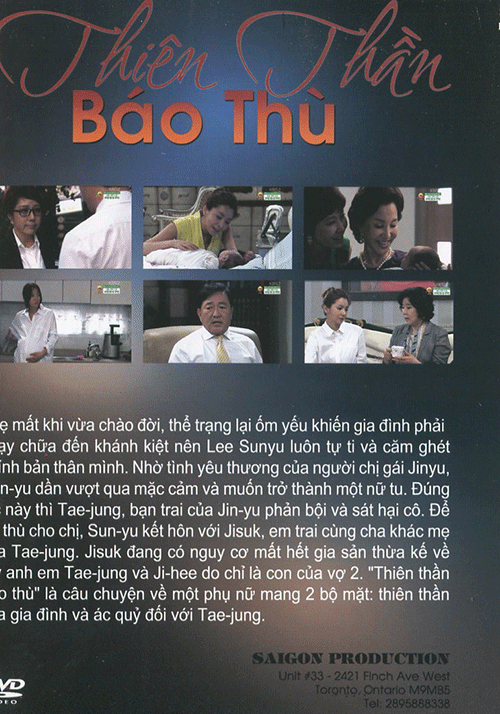 Thiên Thần
Báo Thù
ẹ mất khi vừa chào đời, thể trạng lại ốm yếu khiến gia đình phải
ạy chữa đến khánh kiệt nên Lee Sunyu luôn tự ti và căm ghét
ính bản thân mình. Nhờ tình yêu thương của người chị gái Jinyu,
n-yu dần vượt qua mặc cảm và muốn trở thành một nữ tu. Đúng
c này thì Tae-jung, bạn trai của Jin-yu phản bội và sát hại cô. Để
thù cho chị, Sun-yu kết hôn với Jisuk, em trai cùng cha khác mẹ
a Tae-jung. Jisuk đang có nguy cơ mất hết gia sản thừa kế về
y anh em Tae-jung và Ji-hee do chỉ là con của vợ 2. "Thiên thần
o thù" là câu chuyện về một phụ nữ mang 2 bộ mặt: thiên thần
a gia đình và ác quỷ đối với Tae-jung.
SAIGON PRODUCTION
Unit #33 - 2421 Finch Ave West
Toronto, Ontario M9M85
Tel: 2895888338
VIDEO